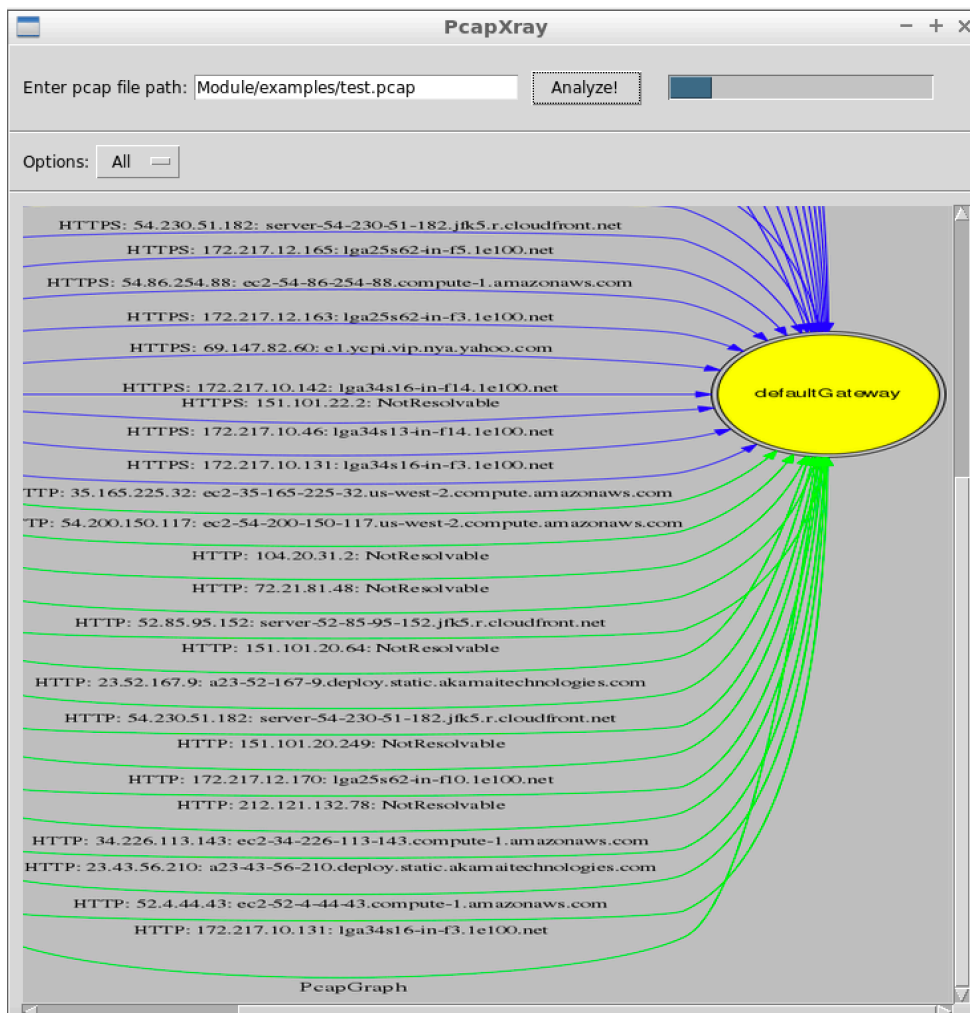 PcapXray
Enter pcap file path: Module/examples/test.pcap Analyze!
Options: All
HTTPS: 54.230.51.182: server-54-230-51-182.jfk5.r.cloudfront.net
HTTPS: 172.217.12.165: lga25s62-in-f5.1e100.net
HTTPS: 54.86.254.88: ec2-54-86-254-88.compute-1.amazonaws.com
HTTPS: 172.217.12.163: lga25s62-in-f3.1e100.net
HTTPS: 69.147.82.60: e1.ycpi.vip.nya.yahoo.com
HTTPS: 172.217.10.142: lga34s16-in-f14.1e100.net
defaultGateway
HTTPS: 151.101.22.2: NotResolvable
HTTPS: 172.217.10.46: lga34s13-in-f14.1e100.net
HTTPS: 172.217.10.131: lga34s16-in-f3.1e100.net
TTP: 35.165.225.32: ec2-35-165-225-32.us-west-2.compute.amazonaws.com
TP: 54.200.150.117: ec2-54-200-150-117.us-west-2.compute.amazonaws.com
HTTP: 104.20.31.2: NotResolvable
HTTP: 72.21.81.48: NotResolvable
HTTP: 52.85.95.152: server-52-85-95-152.jfk5.r.cloudfront.net
HTTP: 151.101.20.64: NotResolvable
HTTP: 23.52.167.9: a23-52-167-9.deploy.static.akamaitechnologies.com
HTTP: 54.230.51.182: server-54-230-51-182.jfk5.r.cloudfront.net
HTTP: 151.101.20.249: NotResolvable
HTTP: 172.217.12.170: lga25s62-in-f10.1e100.net
HTTP: 212.121.132.78: NotResolvable
HTTP: 34.226.113.143: ec2-34-226-113-143.compute-1.amazonaws.com
HTTP: 23.43.56.210: a23-43-56-210.deploy.static.akamaitechnologies.com
HTTP: 52.4.44.43: ec2-52-4-44-43.compute-1.amazonaws.com
HTTP: 172.217.10.131: lga34s16-in-f3.1e100.net
PcapGraph